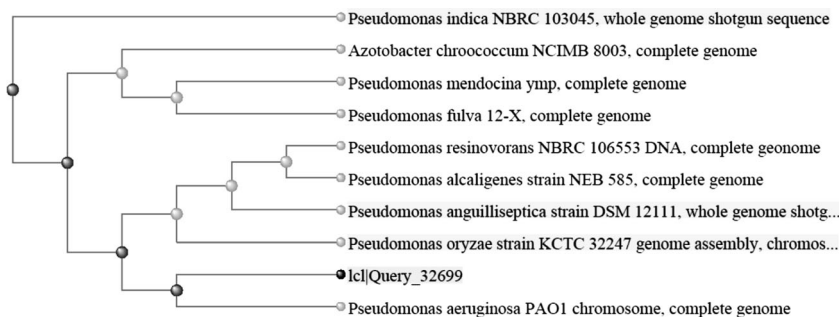 Pseudomonas indica NBRC 103045, whole genome shotgun sequence
Azotobacter chroococcum NCIMB 8003, complete genome
Pseudomonas mendocina ymp, complete genome
Pseudomonas fulva 12-X, complete genome
Pseudomonas resinovorans NBRC 106553 DNA, complete geonome
Pseudomonas alcaligenes strain NEB 585, complete genome
Pseudomonas anguilliseptica strain DSM 12111, whole genome shotg...
Pseudomonas oryzae strain KCTC 32247 genome assembly, chromos...
lcl|Query_32699
Pseudomonas aeruginosa PAO1 chromosome, complete genome